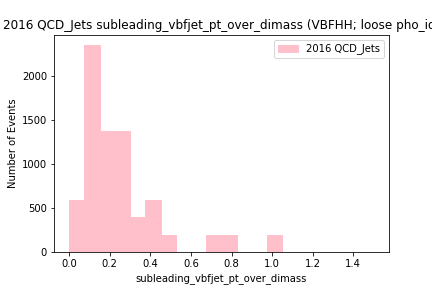 2016 QCD_Jets subleading_vbfjet_pt_over_dimass (VBFHH; loose pho_id
2016 QCD_Jets
Number of Events
2000
1500
1000
500
0
0.0 0.2 0.4 0.6 0.8 1.0 1.2 1.4
subleading_vbfjet_pt_over_dimass